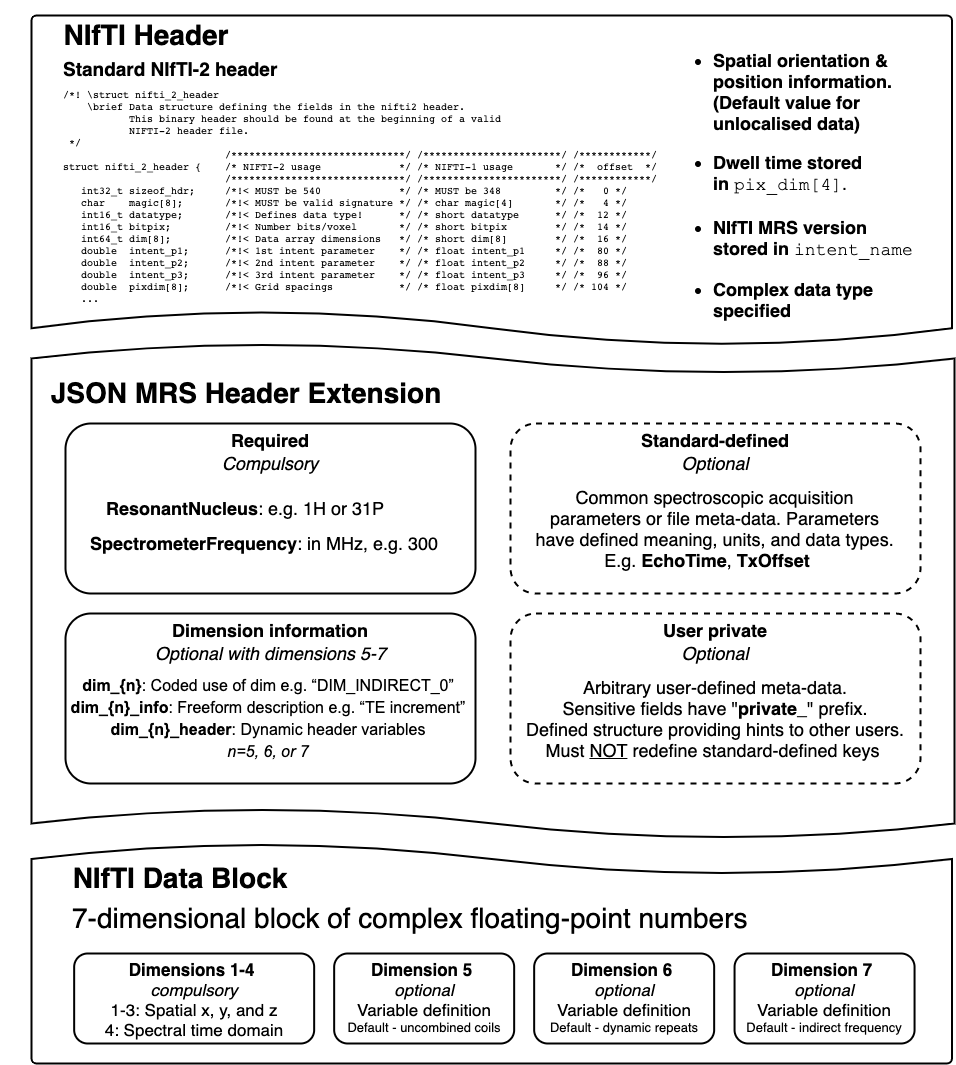 NIfTI Header
Standard NIfTI-2 header
/*! \struct nifti_2_header
\brief Data structure defining the fields in the nifti2 header.
This binary header should be found at the beginning of a valid
NIFTI-2 header file.
*/
/*****************************/ /***********************/ /************/
struct nifti_2_header { /* NIFTI-2 usage */ /* NIFTI-1 usage */ /* offset */
/*****************************/ /***********************/ /************/
int32_t sizeof_hdr; /*!< MUST be 540 */ /* MUST be 348 */ /* 0 */
char magic[8]; /*!< MUST be valid signature */ /* char magic[4] */ /* 4 */
int16_t datatype; /*!< Defines data type! */ /* short datatype */ /* 12 */
int16_t bitpix; /*!< Number bits/voxel */ /* short bitpix */ /* 14 */
int64_t dim[8]; /*!< Data array dimensions */ /* short dim[8] */ /* 16 */
double intent_p1; /*!< 1st intent parameter */ /* float intent_p1 */ /* 80 */
double intent_p2; /*!< 2nd intent parameter */ /* float intent_p2 */ /* 88 */
double intent_p3; /*!< 3rd intent parameter */ /* float intent_p3 */ /* 96 */
double pixdim[8]; /*!< Grid spacings */ /* float pixdim[8] */ /* 104 */
...
• Spatial orientation &
position information.
(Default value for
unlocalised data)
• Dwell time stored
in pix_dim[4].
• NIfTI MRS version
stored in intent_name
• Complex data type
specified
JSON MRS Header Extension
Required
Compulsory
ResonantNucleus: e.g. 1H or 31P
SpectrometerFrequency: in MHz, e.g. 300
Standard-defined
Optional
Common spectroscopic acquisition
parameters or file meta-data. Parameters
have defined meaning, units, and data types.
E.g. EchoTime, TxOffset
Dimension information
Optional with dimensions 5-7
dim_{n}: Coded use of dim e.g. “DIM_INDIRECT_0”
dim_{n}_info: Freeform description e.g. “TE increment”
dim_{n}_header: Dynamic header variables
n=5, 6, or 7
User private
Optional
Arbitrary user-defined meta-data.
Sensitive fields have "private_" prefix.
Defined structure providing hints to other users.
Must NOT redefine standard-defined keys
NIfTI Data Block
7-dimensional block of complex floating-point numbers
Dimensions 1-4
compulsory
1-3: Spatial x, y, and z
4: Spectral time domain
Dimension 5
optional
Variable definition
Default - uncombined coils
Dimension 6
optional
Variable definition
Default - dynamic repeats
Dimension 7
optional
Variable definition
Default - indirect frequency